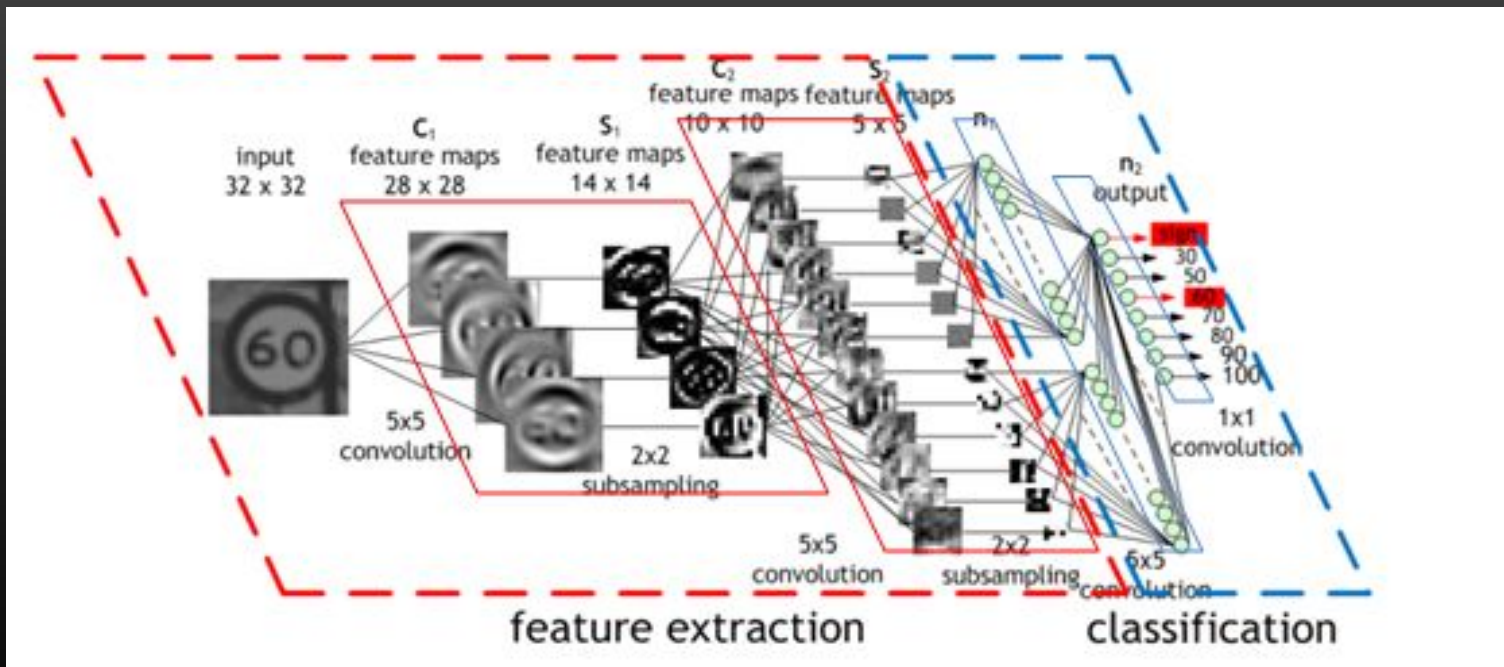 input
32 x 32
C₁
feature maps
28 x 28
S₁
feature maps
14 x 14
C₂
feature maps
10 x 10
S₂
feature maps
5 x 5
n₁
n₂
output
60
sign
30
50
60
70
80
90
100
5x5
convolution
2x2
subsampling
5x5
convolution
2x2
subsampling
5x5
convolution
1x1
convolution
feature extraction
classification